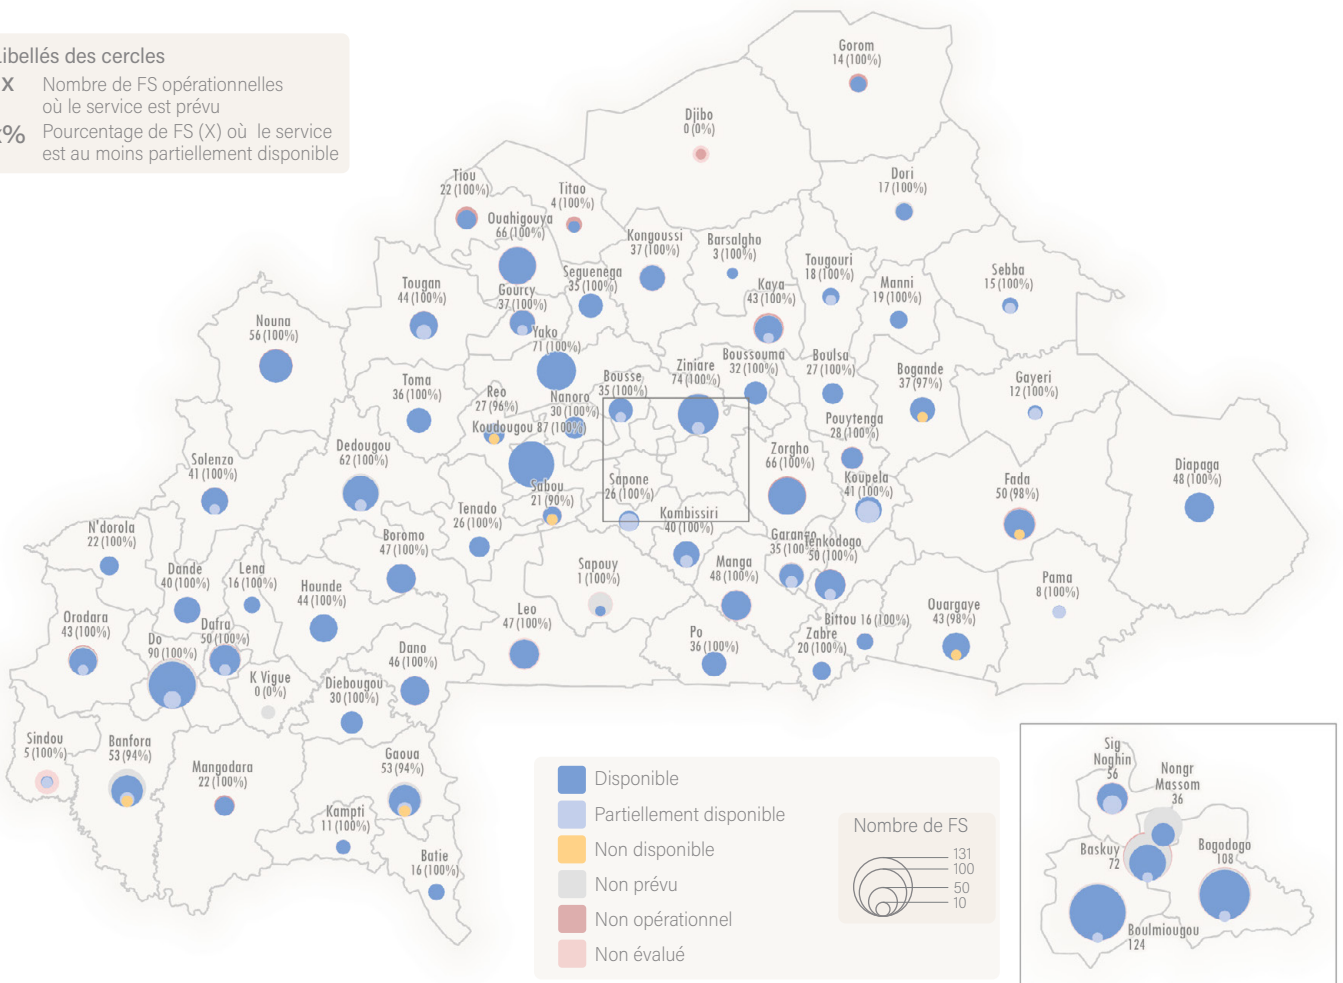 Libellés des cercles
X Nombre de FS opérationnelles
où le service est prévu
% Pourcentage de FS (X) où le service
est au moins partiellement disponible
Gorom
14 (100%)
Djibo
0 (0%)
Dori
17 (100%)
Tiou
22 (100%)
Titao
4 (100%)
Ouahigouya
66 (100%)
Kongoussi
37 (100%)
Barsalgho
3 (100%)
Tougouri
18 (100%)
Sebba
15 (100%)
Seguenega
35 (100%)
Tougan
44 (100%)
Gourcy
37 (100%)
Kaya
43 (100%)
Manni
19 (100%)
Nouna
56 (100%)
Yako
71 (100%)
Ziniare
74 (100%)
Boussouma
32 (100%)
Boulsa
27 (100%)
Bogande
37 (97%)
Gayeri
12 (100%)
Toma
36 (100%)
Reo
27 (96%)
Nanoro
30 (100%)
Bousse
35 (100%)
Koudougou 87 (100%)
Pouytenga
28 (100%)
Dedougou
62 (100%)
Solenzo
41 (100%)
Zorgho
66 (100%)
Koupela
41 (100%)
Fada
50 (98%)
Diapaga
48 (100%)
Sabou
21 (90%)
Sapone
26 (100%)
Tenado
26 (100%)
Kombissiri
40 (100%)
N'dorola
22 (100%)
Boromo
47 (100%)
Garango
35 (100%)
Tenkodogo
50 (100%)
Dande
40 (100%)
Lena
16 (100%)
Hounde
44 (100%)
Sapouy
1 (100%)
Manga
48 (100%)
Pama
8 (100%)
Orodara
43 (100%)
Do
90 (100%)
Dafra
50 (100%)
Leo
47 (100%)
Po
36 (100%)
Bittou 16 (100%)
Zabre
20 (100%)
Ouargaye
43 (98%)
K Vigue
0 (0%)
Dano
46 (100%)
Diebougou
30 (100%)
Sindou
5 (100%)
Banfora
53 (94%)
Mangodara
22 (100%)
Gaoua
53 (94%)
Kampti
11 (100%)
Batie
16 (100%)
Disponible
Partiellement disponible
Non disponible
Non prévu
Non opérationnel
Non évalué
Nombre de FS
131
100
50
10
Sig
Noghin
56
Nongr
Massom
36
Baskuy
72
Bogodogo
108
Boulmiougou
124